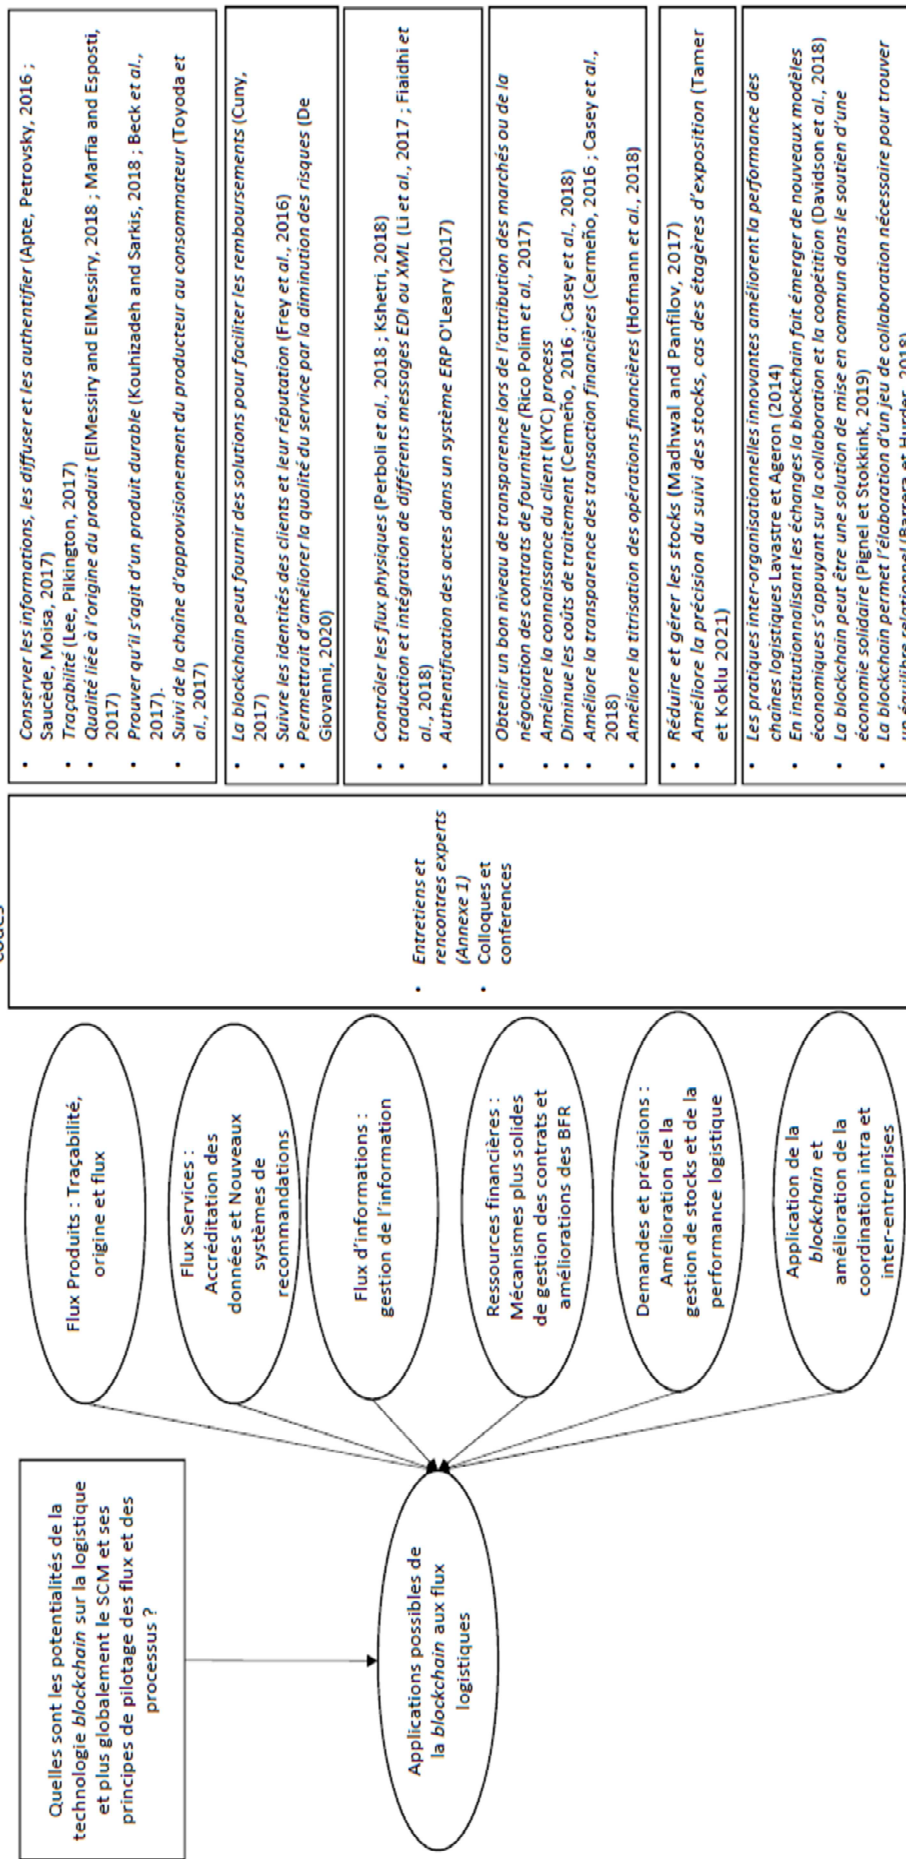 Quelles sont les potentialités de la
technologie blockchain sur la logistique
et plus globalement le SCM et ses
principes de pilotage des flux et des
processus ?
Applications possibles de
la blockchain aux flux
logistiques
Flux Produits : Traçabilité,
origine et flux
Flux Services :
Accréditation des
données et Nouveaux
systèmes de
recommandations
Flux d'informations :
gestion de l'information
Ressources financières :
Mécanismes plus solides
de gestion des contrats et
améliorations des BFR
Demandes et prévisions :
Amélioration de la
gestion de stocks et de la
performance logistique
Application de la
blockchain et
amélioration de la
coordination intra et
inter-entreprises
codes
• Entretiens et
rencontres experts
(Annexe 1)
• Colloques et
conferences
• Conserver les informations, les diffuser et les authentifier (Apte, Petrovsky, 2016 ;
Saucède, Moisa, 2017)
• Traçabilité (Lee, Pilkington, 2017)
• Qualité liée à l'origine du produit (ElMessiry and ElMessiry, 2018 ; Marfia and Esposti,
2017)
• Prouver qu'il s'agit d'un produit durable (Kouhizadeh and Sarkis, 2018 ; Beck et al.,
2017).
• Suivi de la chaîne d'approvisionement du producteur au consommateur (Toyoda et
al., 2017)
• La blockchain peut fournir des solutions pour faciliter les remboursements (Cuny,
2017)
• Suivre les identités des clients et leur réputation (Frey et al., 2016)
• Permettrait d'améliorer la qualité du service par la diminution des risques (De
Giovanni, 2020)
• Contrôler les flux physiques (Perboli et al., 2018 ; Kshetri, 2018)
• traduction et intégration de différents messages EDI ou XML (Li et al., 2017 ; Fiaidhi et
al., 2018)
• Authentification des actes dans un système ERP O'Leary (2017)
• Obtenir un bon niveau de transparence lors de l'attribution des marchés ou de la
négociation des contrats de fourniture (Rico Polim et al., 2017)
• Améliore la connaissance du client (KYC) process
• Diminue les coûts de traitement (Cermeño, 2016 ; Casey et al., 2018)
• Améliore la transparence des transaction financières (Cermeño, 2016 ; Casey et al.,
2018)
• Améliore la titrisation des opérations financières (Hofmann et al., 2018)
• Réduire et gérer les stocks (Madhwal and Panfilov, 2017)
• Améliore la précision du suivi des stocks, cas des étagères d'exposition (Tamer
et Koklu 2021)
• Les pratiques inter-organisationnelles innovantes améliorent la performance des
chaînes logistiques Lavastre et Ageron (2014)
• En institutionnalisant les échanges la blockchain fait émerger de nouveaux modèles
économiques s'appuyant sur la collaboration et la coopétition (Davidson et al., 2018)
• La blockchain peut être une solution de mise en commun dans le soutien d'une
économie solidaire (Pignel et Stokkink, 2019)
• La blockchain permet l'élaboration d'un jeu de collaboration nécessaire pour trouver
un équilibre relationnel (Barrera et Hurder, 2018)